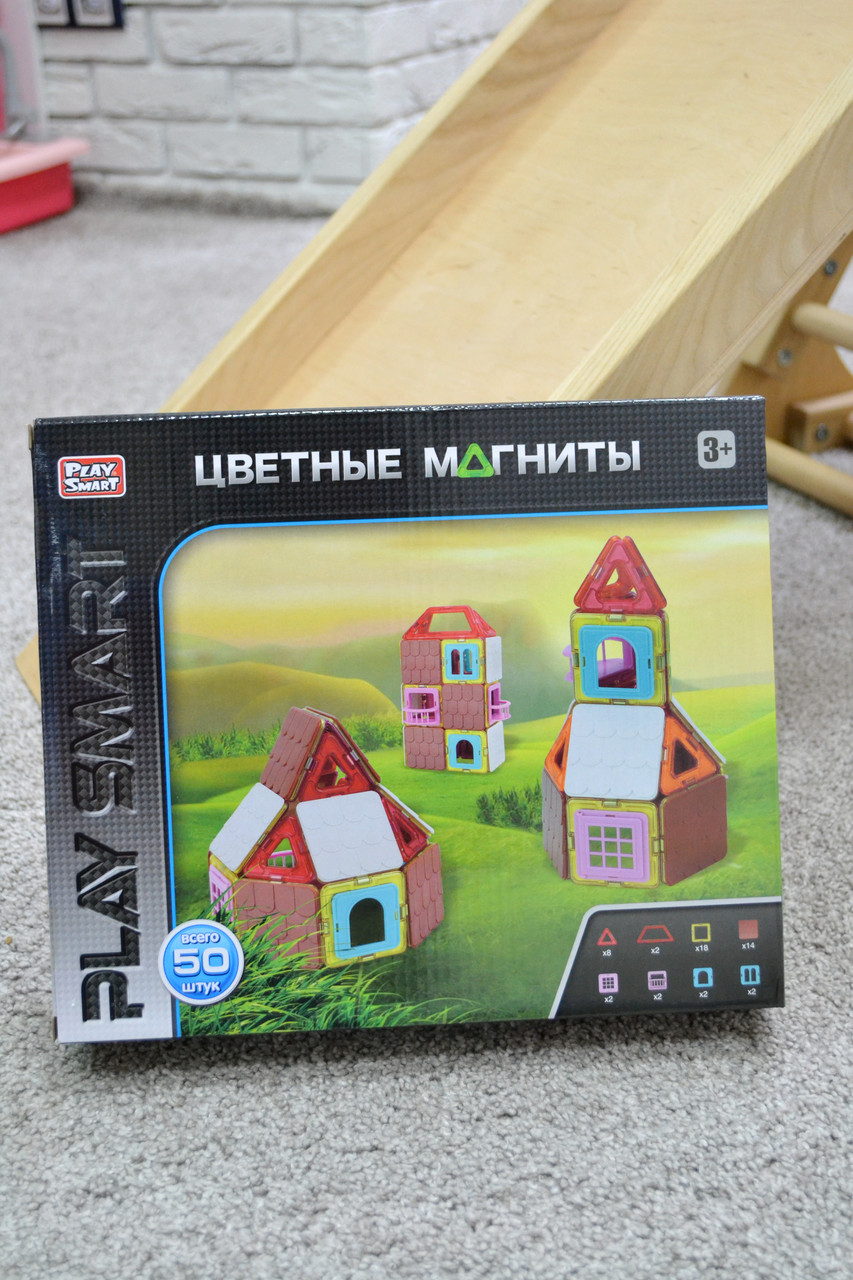 PLAY
SMART
ЦВЕТНЫЕ МАГНИТЫ
3+
PLAY SMART
всего
50
штук
x8 x2 x18 x14
x2 x2 x2 x2